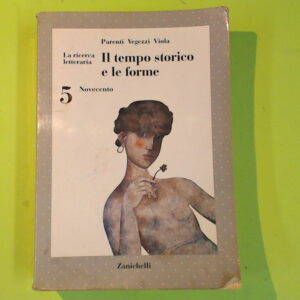 Parenti Vegezzi Viola
La ricerca
letteraria
Il tempo storico
e le forme
5 Novecento
Zanichelli